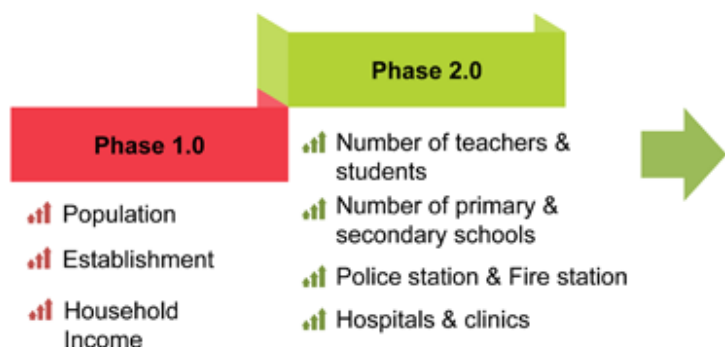 Phase 2.0
Phase 1.0
Number of teachers &
students
Number of primary &
secondary schools
Police station & Fire station
Hospitals & clinics
Population
Establishment
Household
Income